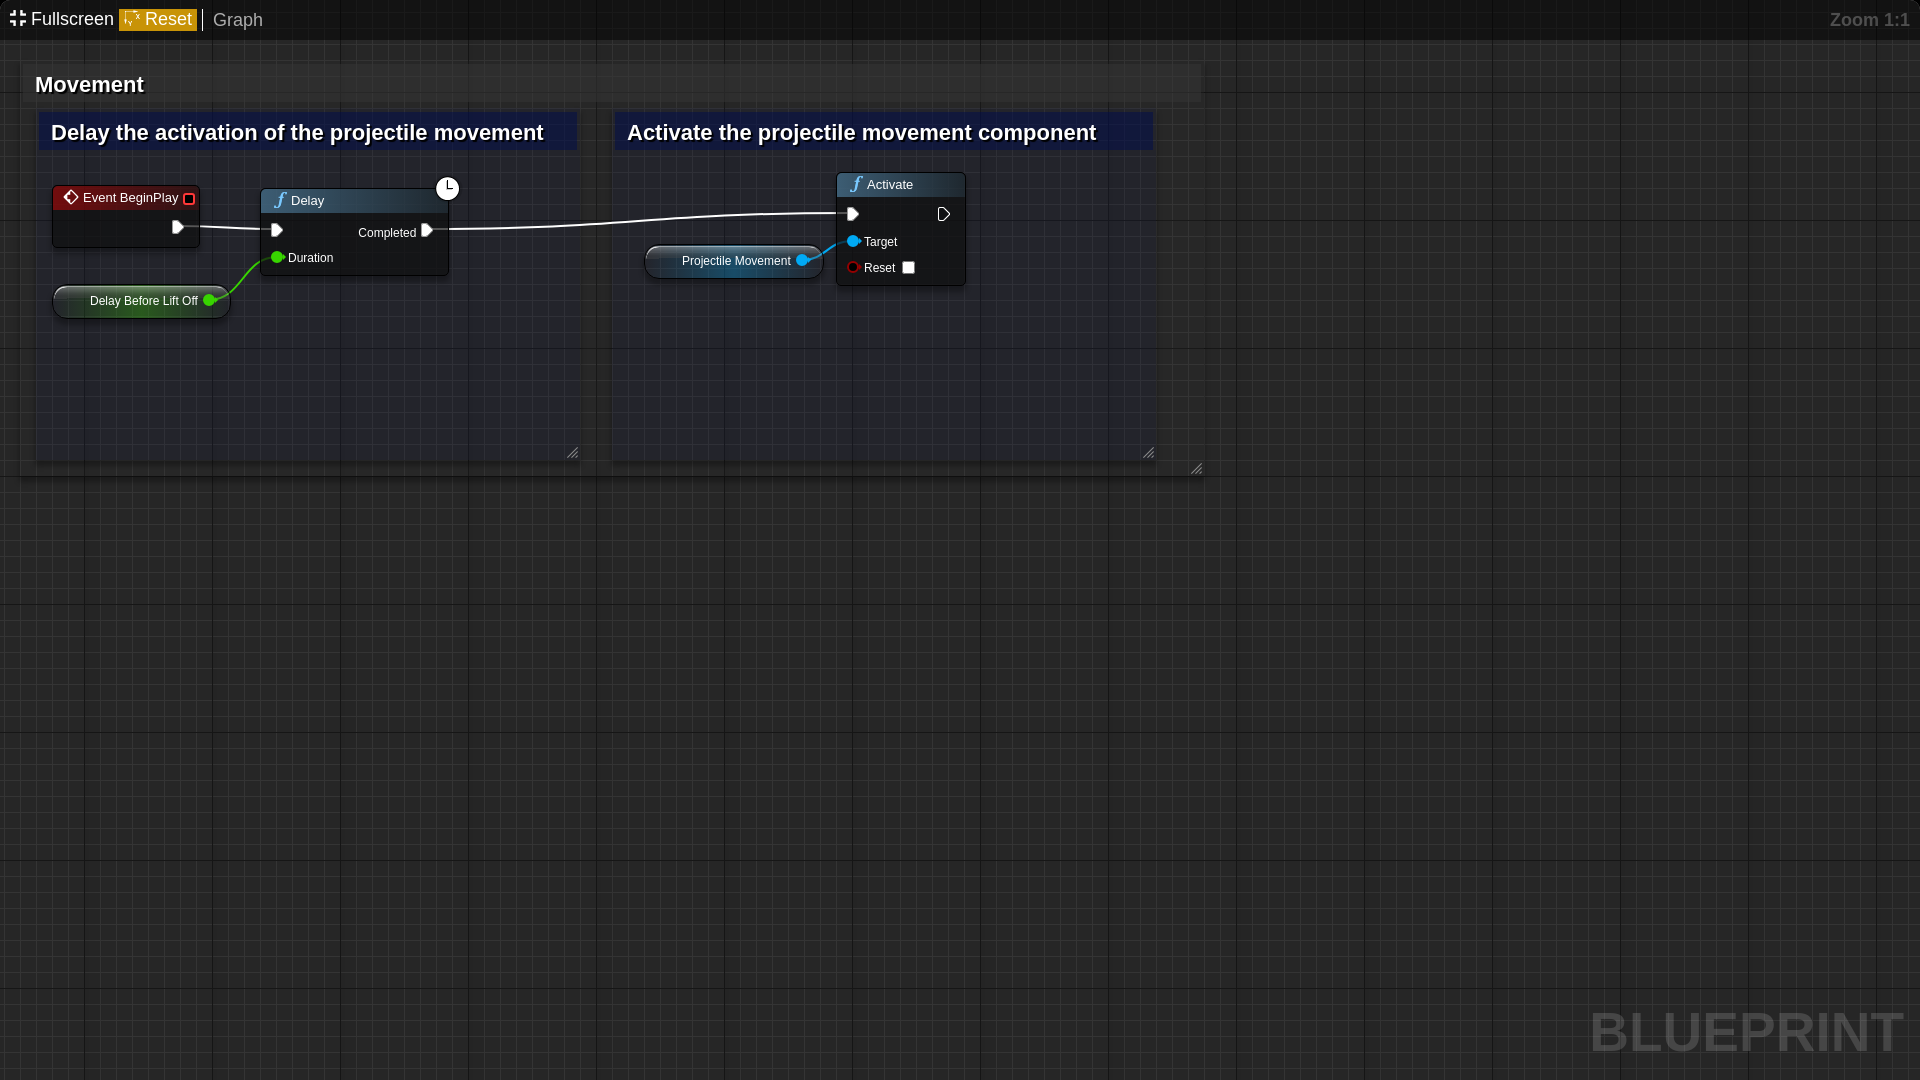 Fullscreen Reset Graph Zoom 1:1
Movement
Delay the activation of the projectile movement
Activate the projectile movement component
Event BeginPlay
Delay
Completed
Duration
Delay Before Lift Off
Activate
Target
Projectile Movement
Reset
BLUEPRINT